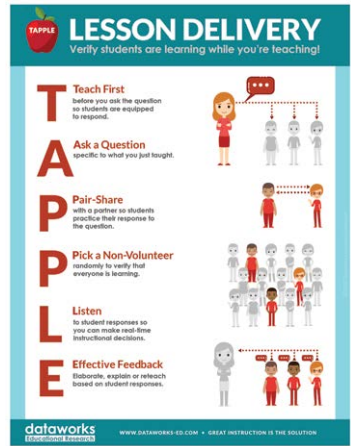 TAPPLE
LESSON DELIVERY
Verify students are learning while you're teaching!
T
Teach First
before you ask the question
so students are equipped
to respond.
A
Ask a Question
specific to what you just taught.
P
Pair-Share
with a partner so students
practice their response to
the question.
P
Pick a Non-Volunteer
randomly to verify that
everyone is learning.
L
Listen
to student responses so
you can make real-time
instructional decisions.
E
Effective Feedback
Elaborate, explain or reteach
based on student responses.
dataworks
Educational Research
WWW.DATAWORKS-ED.COM • GREAT INSTRUCTION IS THE SOLUTION